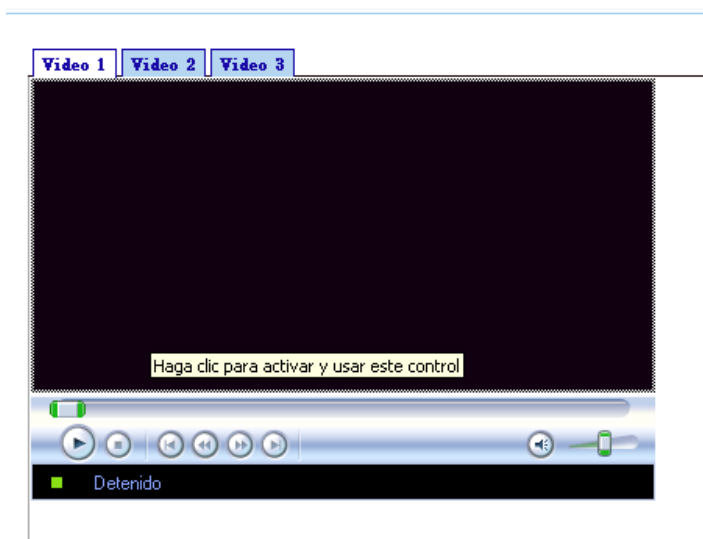 Video 1 Video 2 Video 3
Haga clic para activar y usar este control
Detenido